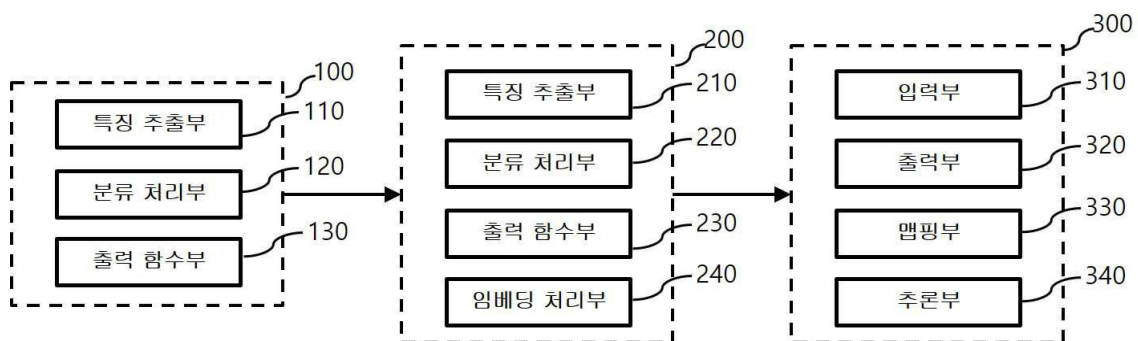 100
특징 추출부
110
분류 처리부
120
출력 함수부
130
200
특징 추출부
210
분류 처리부
220
출력 함수부
230
임베딩 처리부
240
300
입력부
310
출력부
320
맵핑부
330
추론부
340